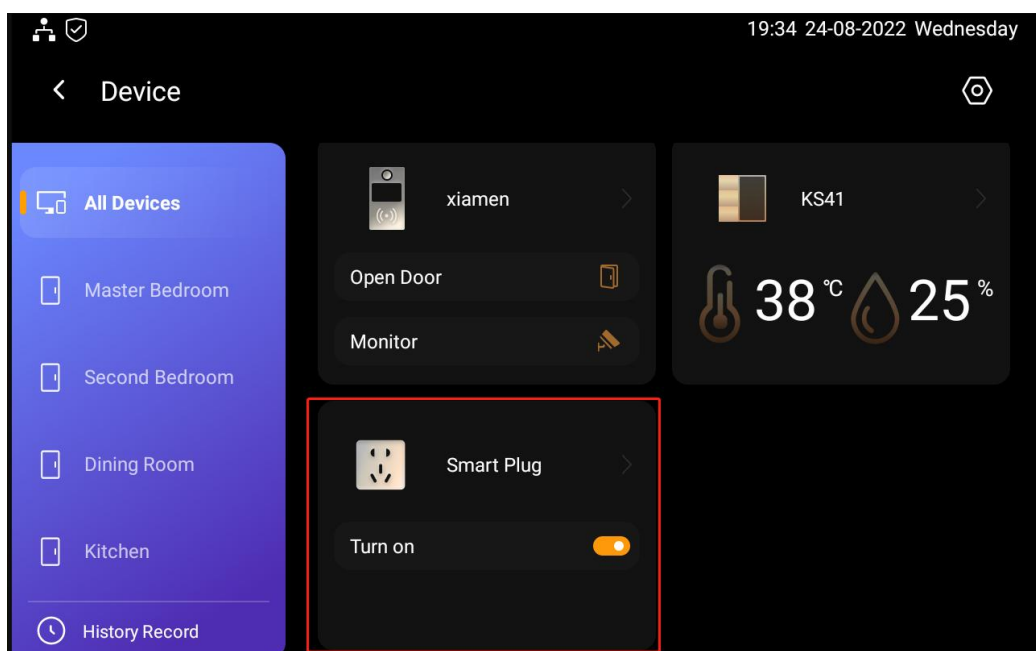 19:34 24-08-2022 Wednesday
Device
All Devices
Master Bedroom
Second Bedroom
Dining Room
Kitchen
History Record
xiamen
Open Door
Monitor
KS41
38 °C 25 %
Smart Plug
Turn on